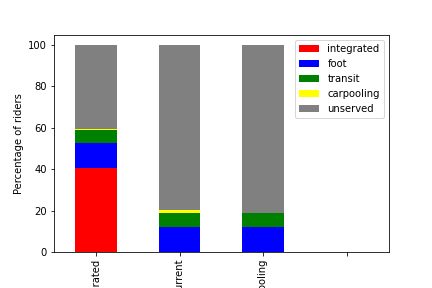 100
80
60
40
20
0
Percentage of riders
integrated
foot
transit
carpooling
unserved
rated
urrent
ooling